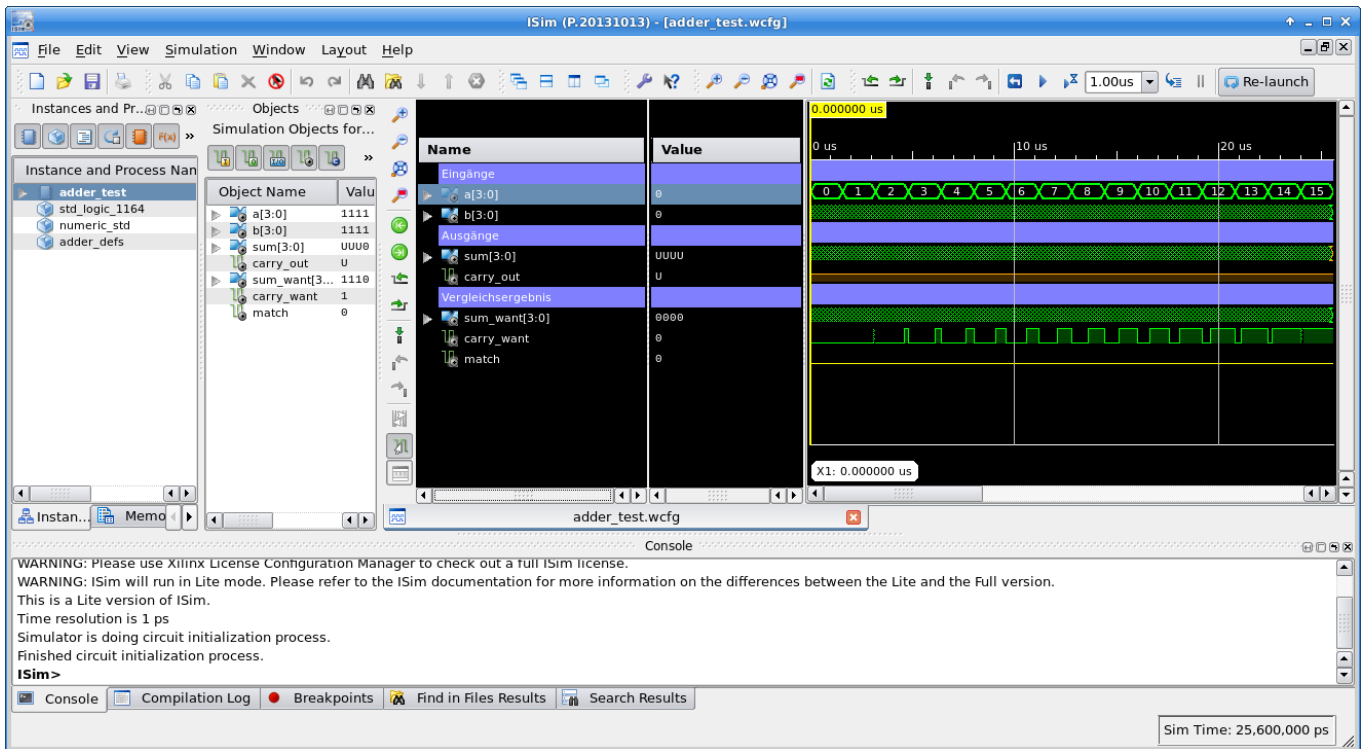 ISim (P.20131013) - [adder_test.wcfg]
File Edit View Simulation Window Layout Help
1.00us Re-launch
Instances and Pr...
F(x) »
Instance and Process Nan
adder_test
std_logic_1164
numeric_std
adder_defs
Instan... Memo
Objects
Simulation Objects for...
»
Object Name Valu
a[3:0] 1111
b[3:0] 1111
sum[3:0] UUU0
carry_out U
sum_want[3... 1110
carry_want 1
match 0
Name Value
Eingänge
a[3:0] 0
b[3:0] 0
Ausgänge
sum[3:0] UUUU
carry_out U
Vergleichsergebnis
sum_want[3:0] 0000
carry_want 0
match 0
0.000000 us
0 us 10 us 20 us
0 1 2 3 4 5 6 7 8 9 10 11 12 13 14 15
X1: 0.000000 us
adder_test.wcfg
Console
WARNING: Please use Xilinx License Configuration Manager to check out a full ISim license.
WARNING: ISim will run in Lite mode. Please refer to the ISim documentation for more information on the differences between the Lite and the Full version.
This is a Lite version of ISim.
Time resolution is 1 ps
Simulator is doing circuit initialization process.
Finished circuit initialization process.
ISim>
Console Compilation Log Breakpoints Find in Files Results Search Results
Sim Time: 25,600,000 ps